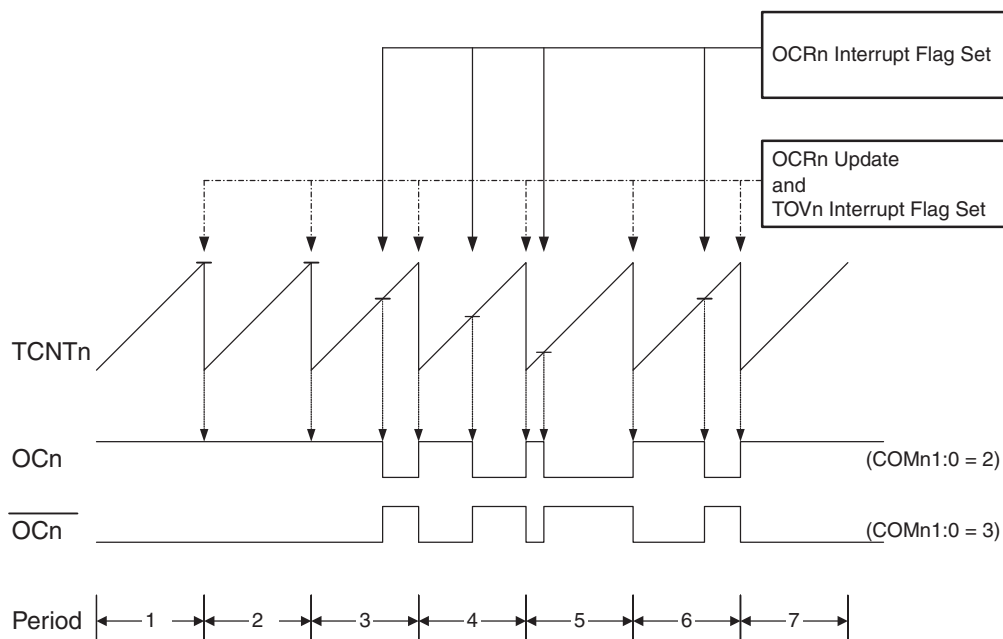 OCRn Interrupt Flag Set
OCRn Update
and
TOVn Interrupt Flag Set
TCNTn
OCn
(COMn1:0 = 2)
OCn
(COMn1:0 = 3)
Period
1
2
3
4
5
6
7